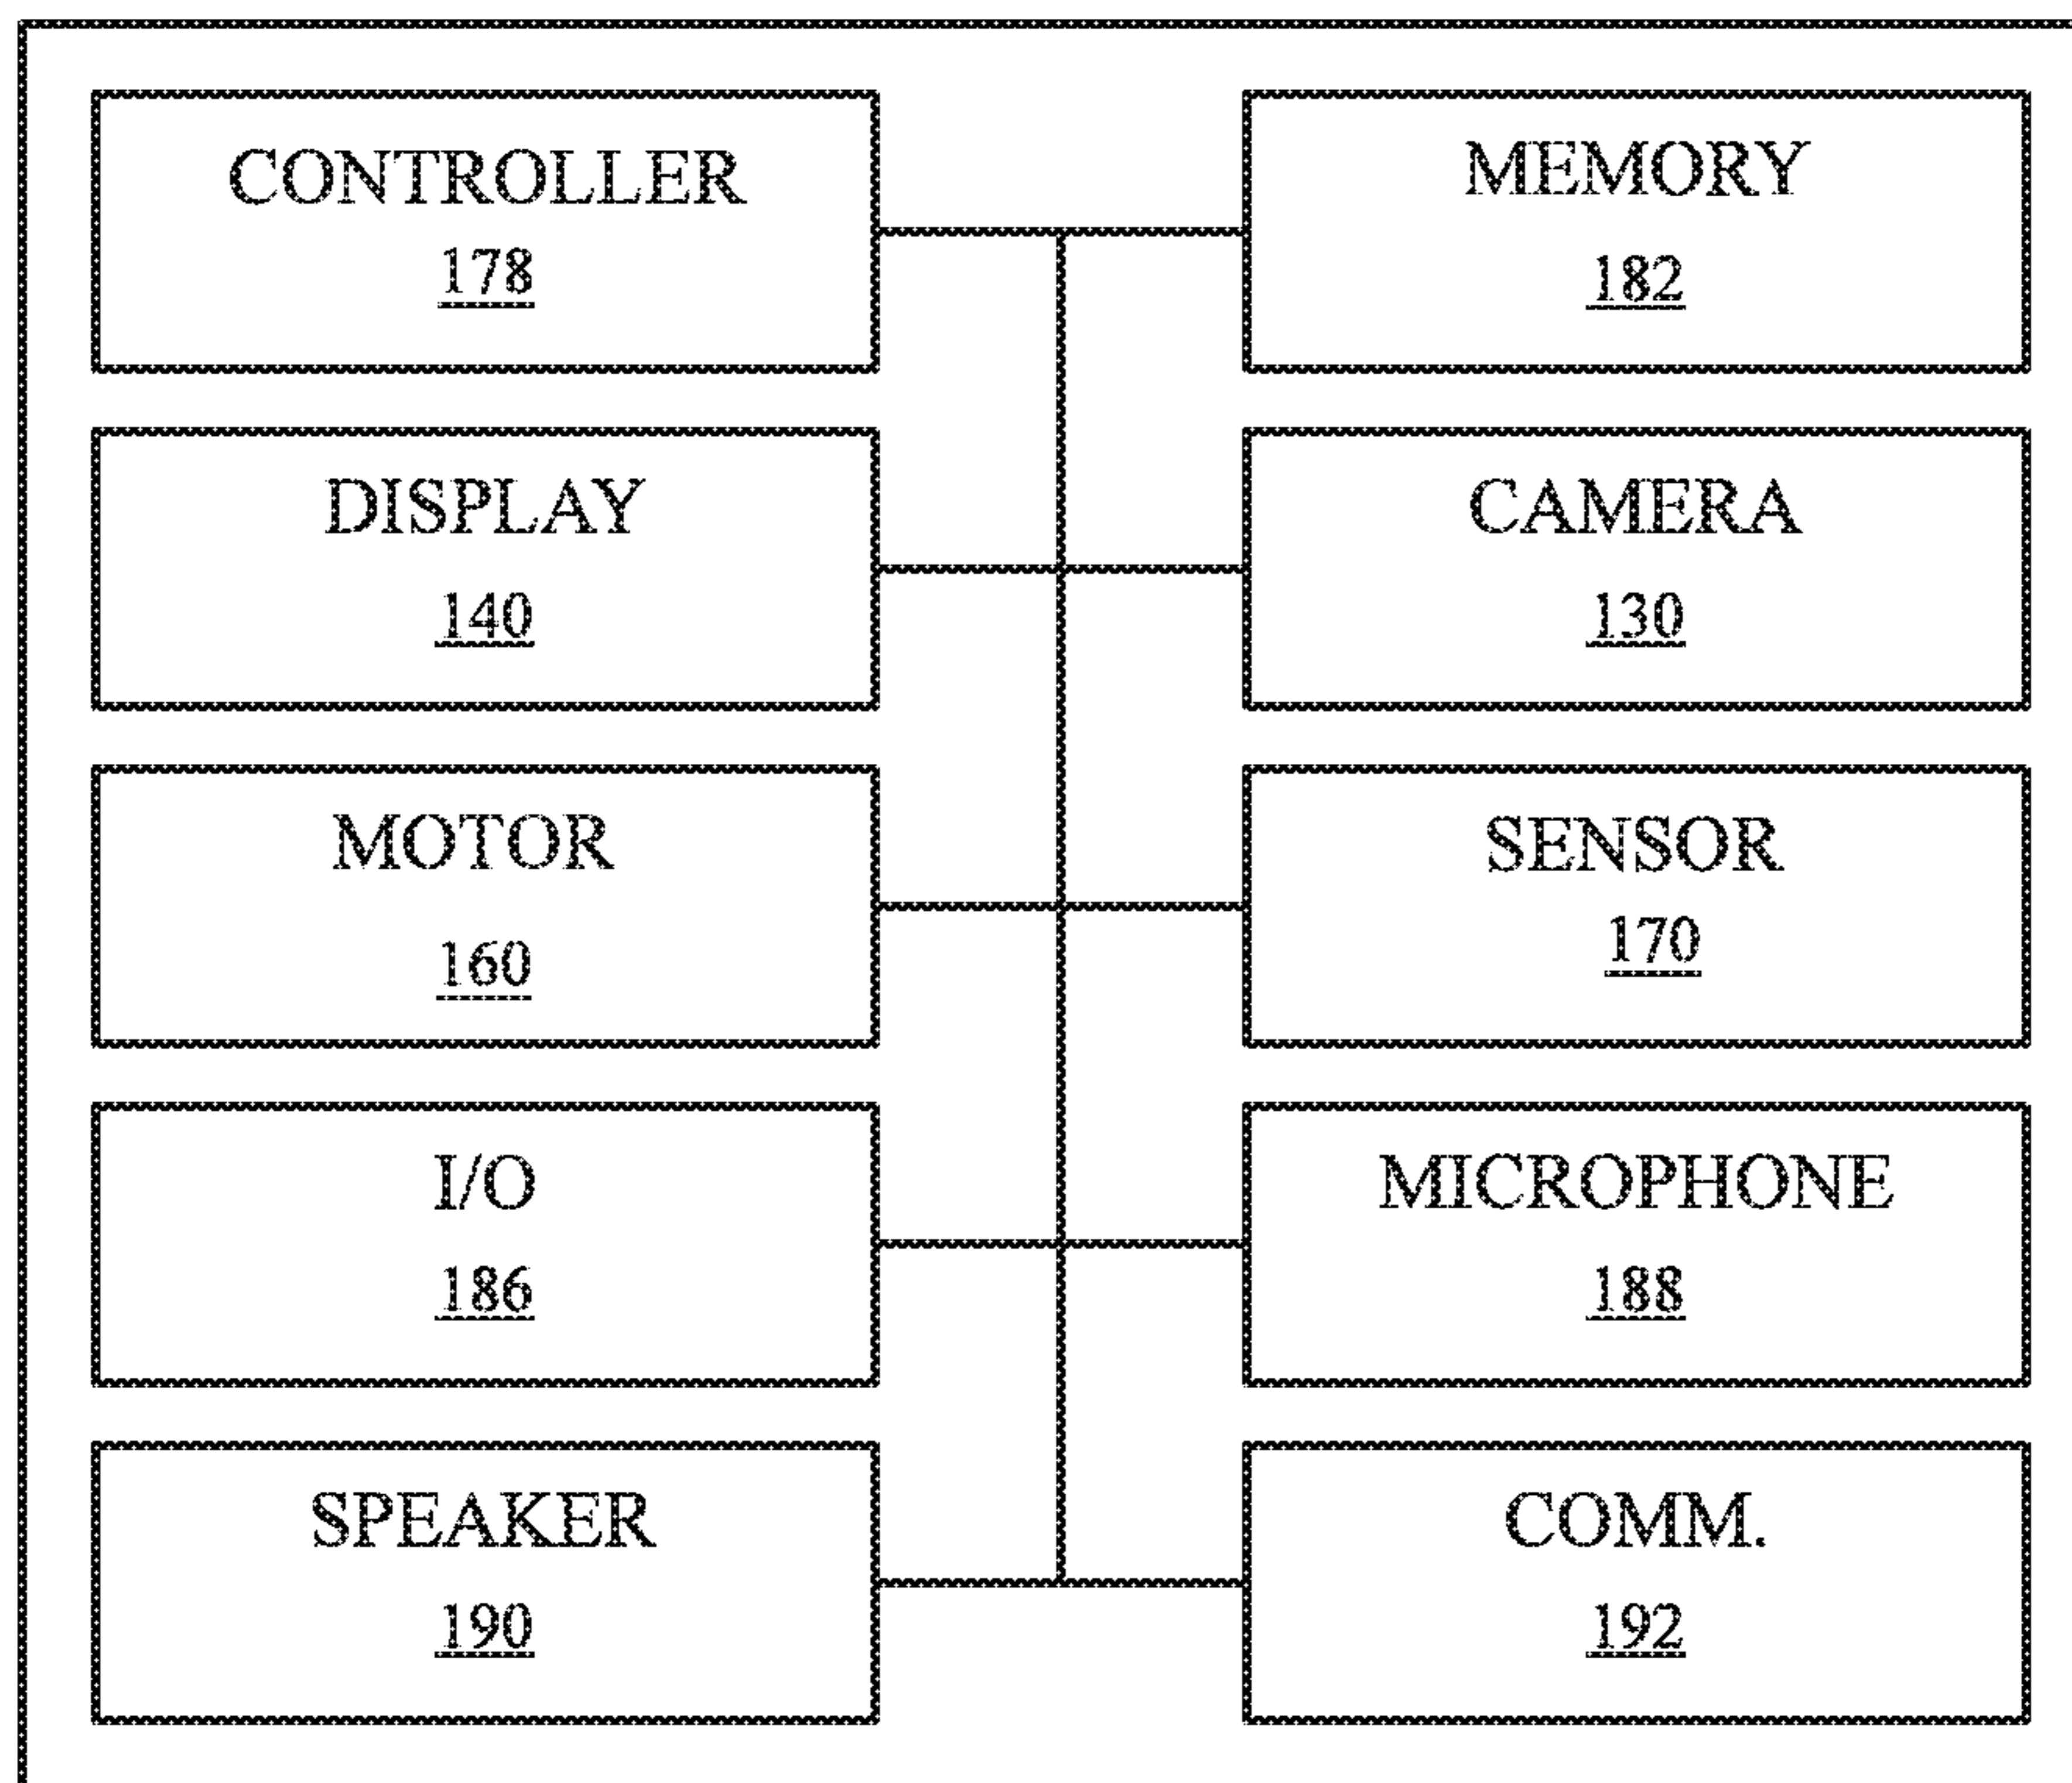 CONTROLLER
178
MEMORY
182
DISPLAY
140
CAMERA
130
MOTOR
160
SENSOR
170
I/O
186
MICROPHONE
188
SPEAKER
190
COMM.
192